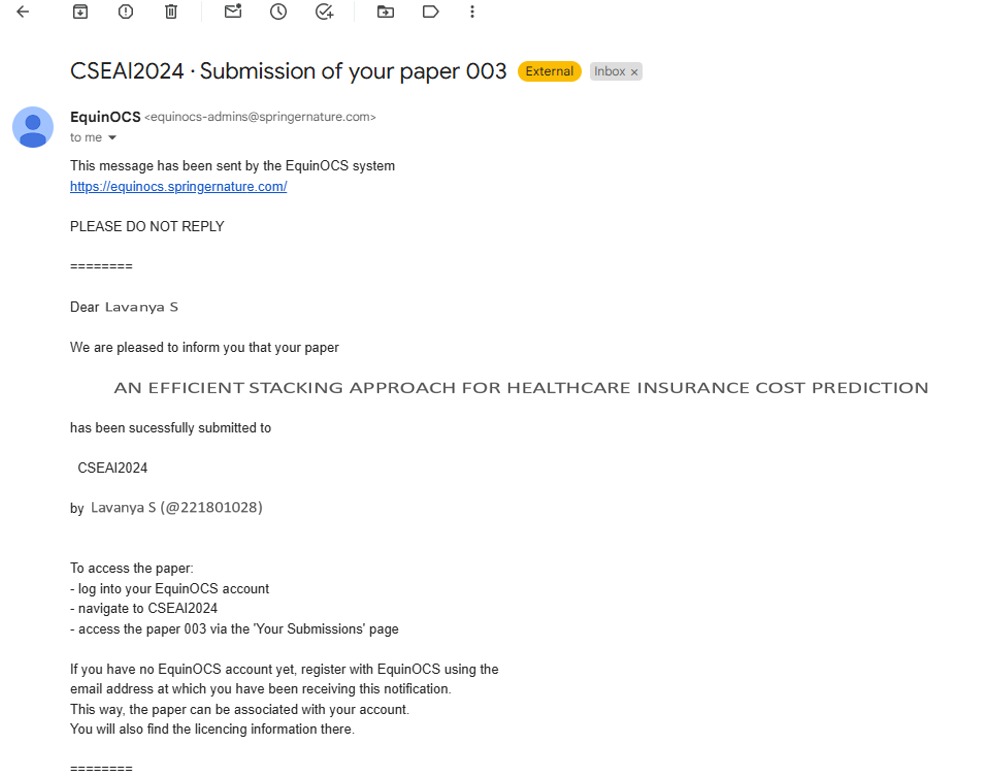 CSEAI2024 · Submission of your paper 003 External Inbox ×
EquinOCS <equinocs-admins@springernature.com>
to me
This message has been sent by the EquinOCS system
https://equinocs.springernature.com/
PLEASE DO NOT REPLY
========
Dear Lavanya S
We are pleased to inform you that your paper
AN EFFICIENT STACKING APPROACH FOR HEALTHCARE INSURANCE COST PREDICTION
has been sucessfully submitted to
CSEAI2024
by Lavanya S (@221801028)
To access the paper:
- log into your EquinOCS account
- navigate to CSEAI2024
- access the paper 003 via the 'Your Submissions' page
If you have no EquinOCS account yet, register with EquinOCS using the
email address at which you have been receiving this notification.
This way, the paper can be associated with your account.
You will also find the licencing information there.
========